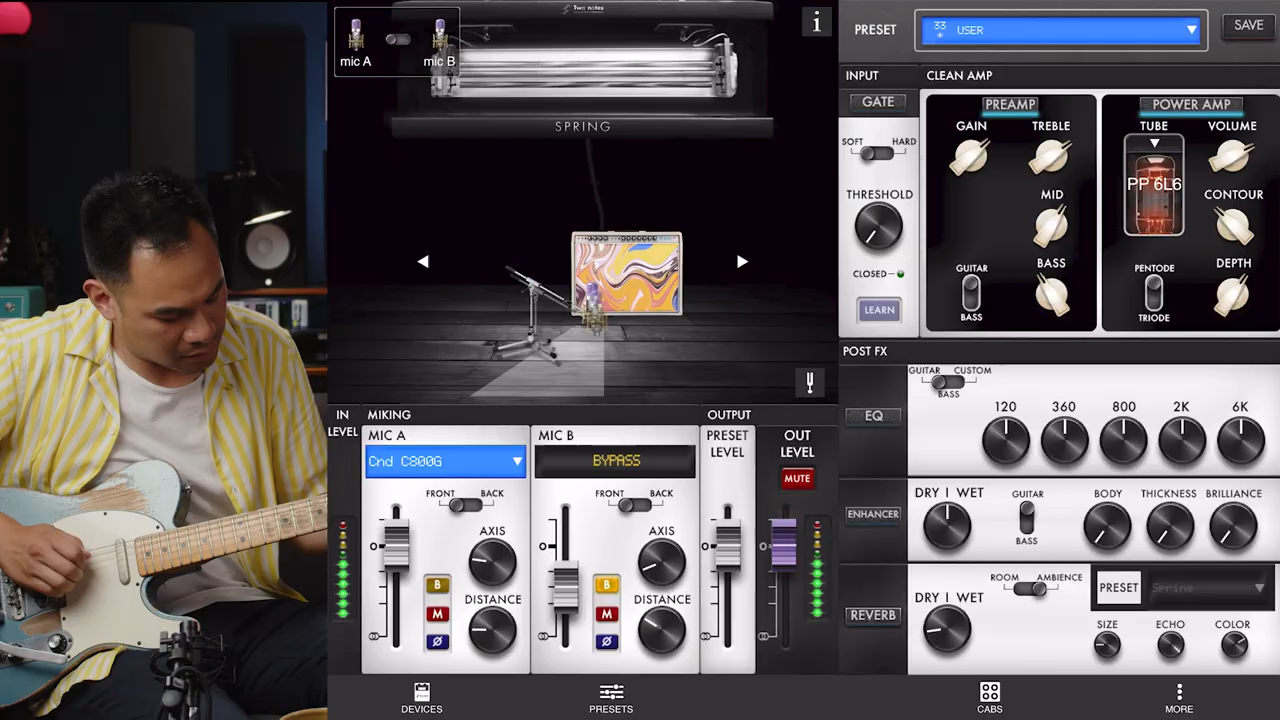 Two notes
mic A
mic B
i
SPRING
PRESET
33
*
USER
SAVE
INPUT
CLEAN AMP
GATE
PREAMP
POWER AMP
GAIN
TREBLE
TUBE
VOLUME
SOFT
HARD
PP 6L6
THRESHOLD
MID
CONTOUR
CLOSED
BASS
DEPTH
GUITAR
BASS
PENTODE
TRIODE
LEARN
POST FX
GUITAR
CUSTOM
BASS
EQ
120
360
800
2K
6K
ENHANCER
DRY | WET
GUITAR
BASS
BODY
THICKNESS
BRILLIANCE
REVERB
DRY | WET
ROOM
AMBIENCE
PRESET
Spring
SIZE
ECHO
COLOR
IN
LEVEL
MIKING
MIC A
Cnd C800G
FRONT
BACK
AXIS
B
M
Ø
DISTANCE
MIC B
BYPASS
FRONT
BACK
AXIS
B
M
Ø
DISTANCE
OUTPUT
PRESET
LEVEL
OUT
LEVEL
MUTE
DEVICES
PRESETS
CABS
MORE